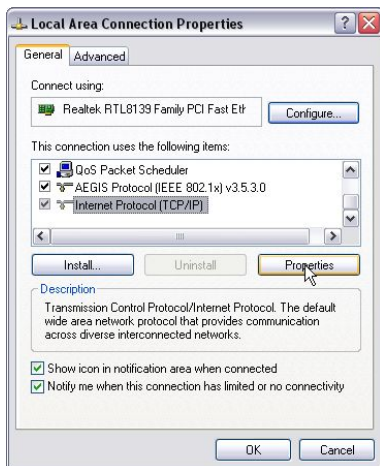 Local Area Connection Properties
General
Advanced
Connect using:
Realtek RTL8139 Family PCI Fast Eth
Configure...
This connection uses the following items:
QoS Packet Scheduler
AEGIS Protocol (IEEE 802.1x) v3.5.3.0
Internet Protocol (TCP/IP)
Install...
Uninstall
Properties
Description
Transmission Control Protocol/Internet Protocol. The default
wide area network protocol that provides communication
across diverse interconnected networks.
Show icon in notification area when connected
Notify me when this connection has limited or no connectivity
OK
Cancel